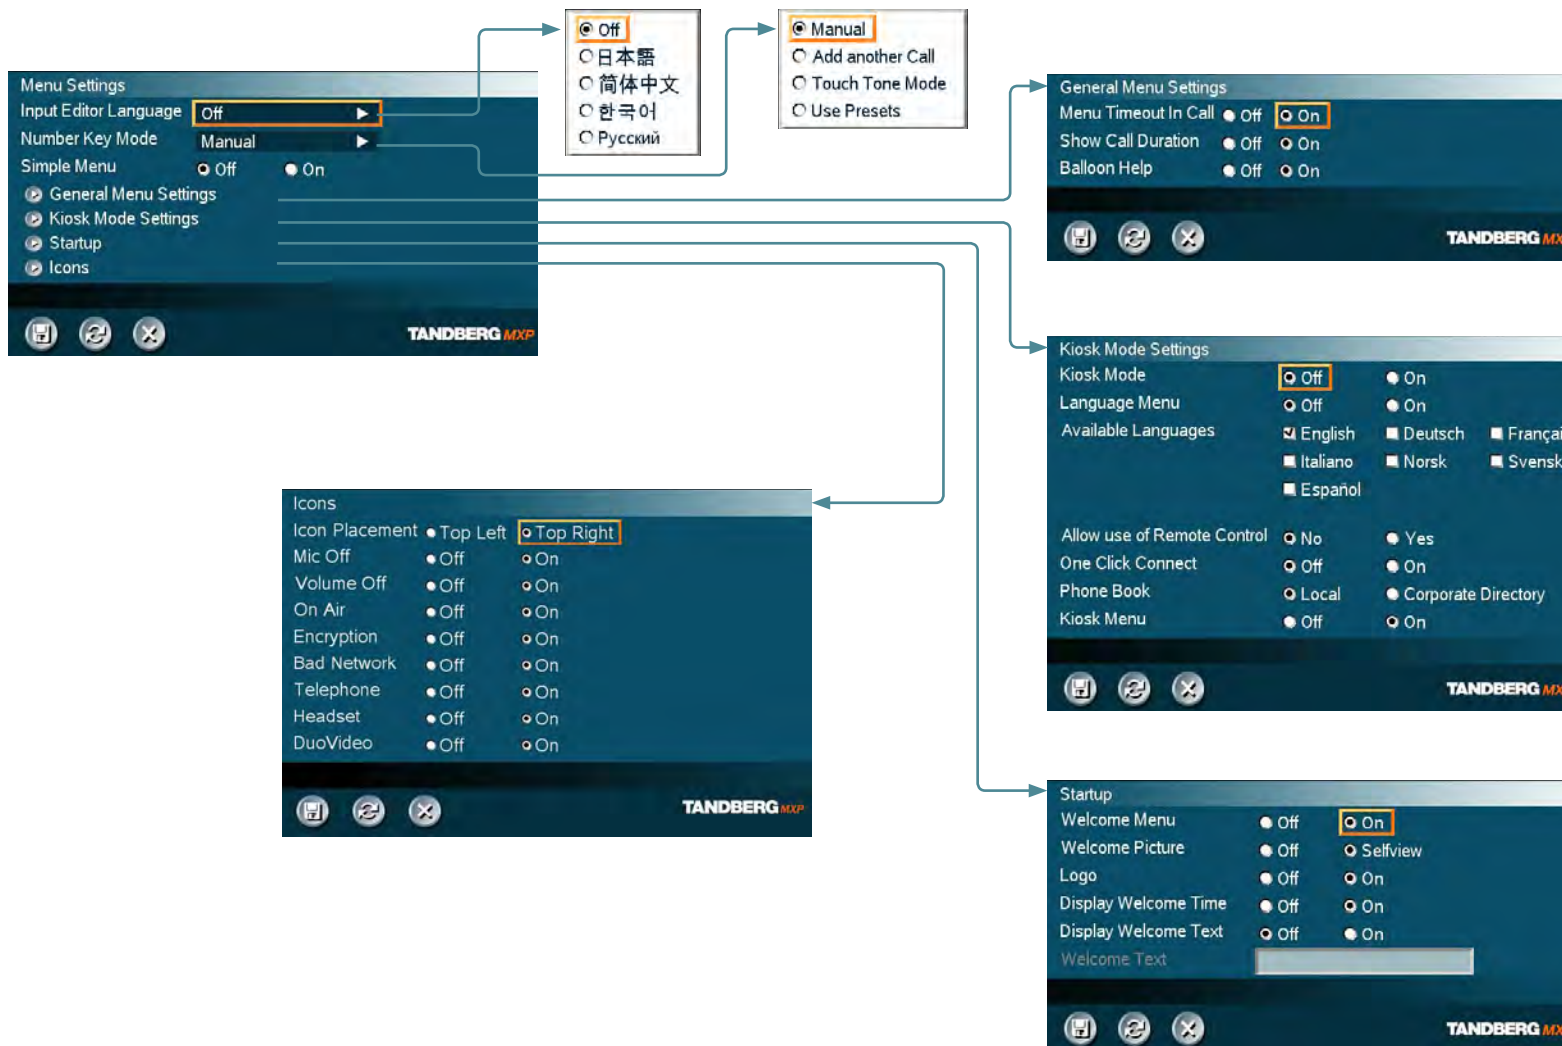 Menu Settings
Input Editor Language Off
Number Key Mode Manual
Simple Menu Off On
General Menu Settings
Kiosk Mode Settings
Startup
Icons
TANDBERG MXP
Off
日本語
简体中文
한국어
Русский
Manual
Add another Call
Touch Tone Mode
Use Presets
General Menu Settings
Menu Timeout In Call Off On
Show Call Duration Off On
Balloon Help Off On
TANDBERG MX
Kiosk Mode Settings
Kiosk Mode Off On
Language Menu Off On
Available Languages English Deutsch Françai
Italiano Norsk Svensk
Español
Allow use of Remote Control No Yes
One Click Connect Off On
Phone Book Local Corporate Directory
Kiosk Menu Off On
TANDBERG MX
Icons
Icon Placement Top Left Top Right
Mic Off Off On
Volume Off Off On
On Air Off On
Encryption Off On
Bad Network Off On
Telephone Off On
Headset Off On
DuoVideo Off On
TANDBERG MXP
Startup
Welcome Menu Off On
Welcome Picture Off Selfview
Logo Off On
Display Welcome Time Off On
Display Welcome Text Off On
Welcome Text
TANDBERG MX